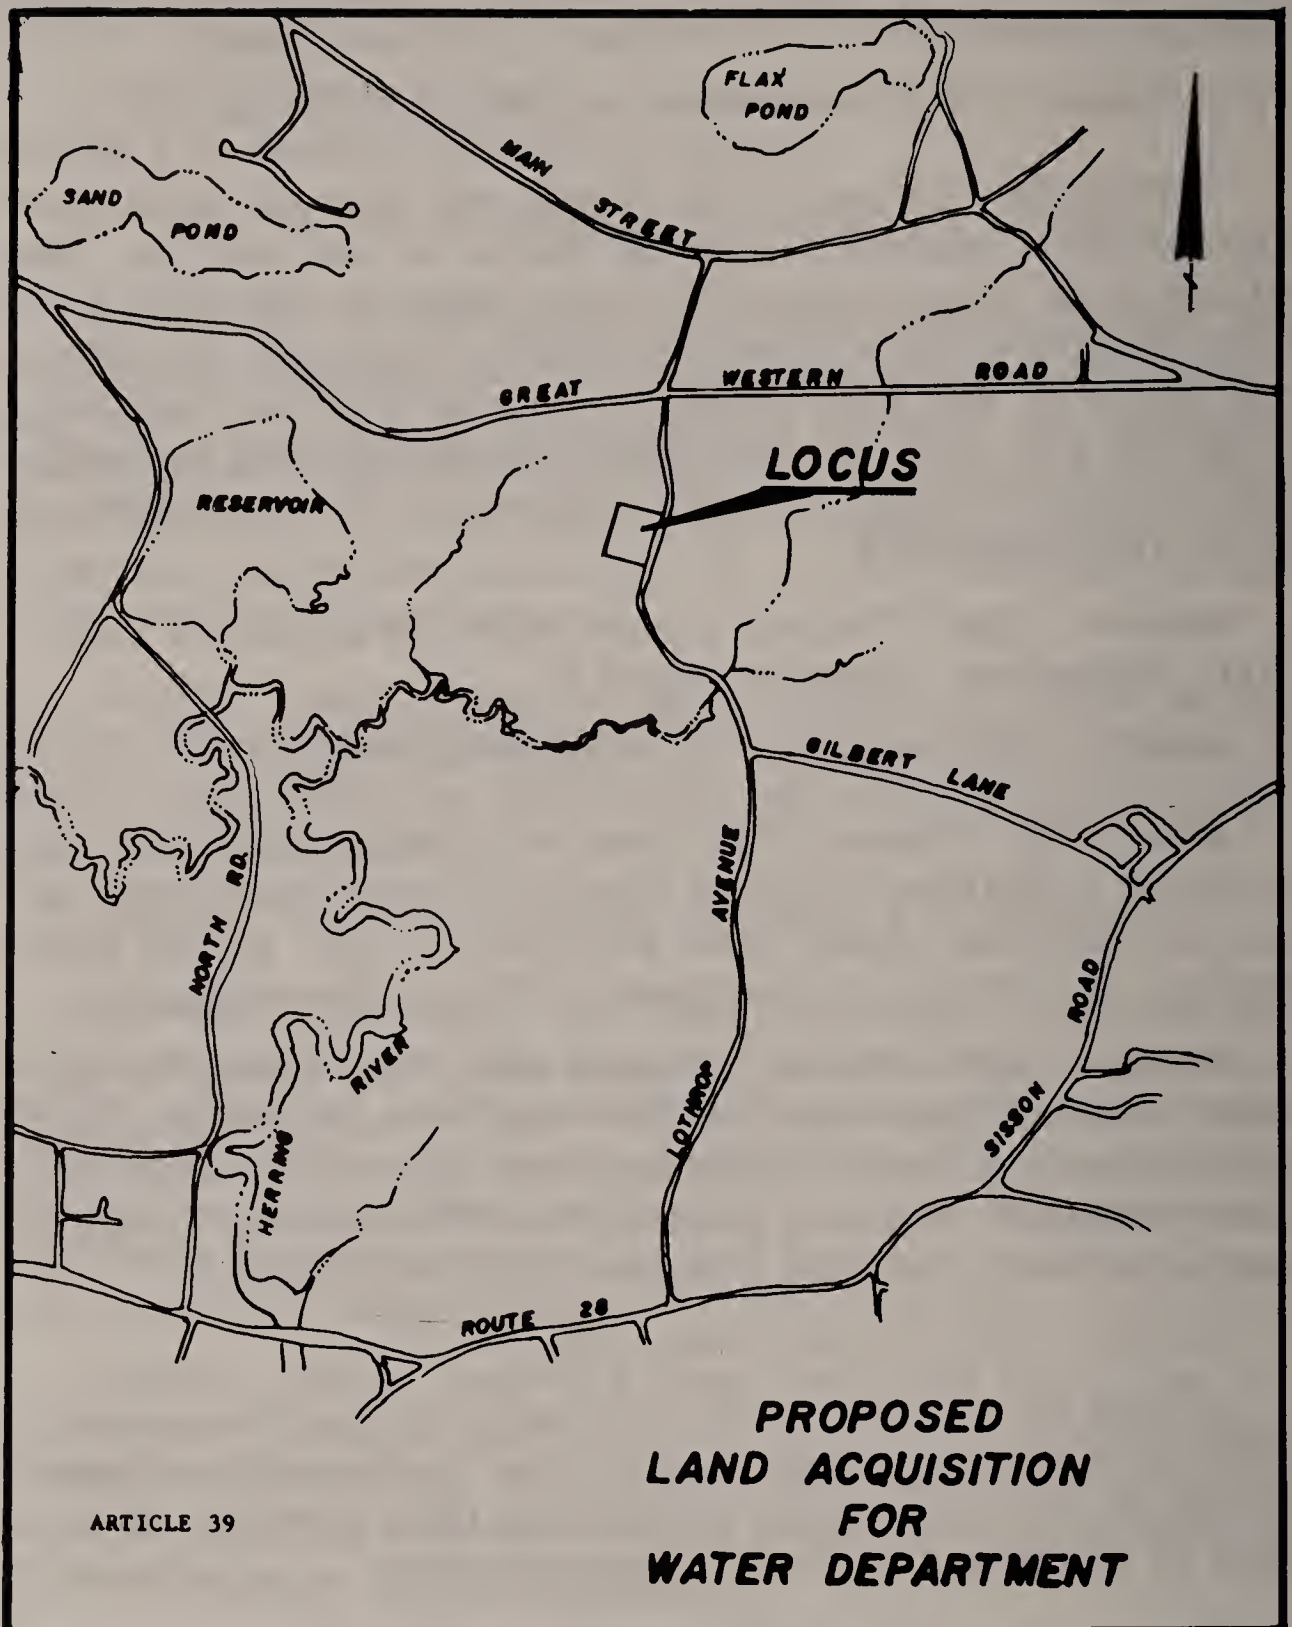 FLAX
POND
MAIN STREET
SAND POND
GREAT WESTERN ROAD
LOCUS
RESERVOIR
GILBERT LANE
NORTH RD.
LOTHROP AVENUE
SISSON ROAD
HERRING RIVER
ROUTE 28
PROPOSED
LAND ACQUISITION
FOR
WATER DEPARTMENT
ARTICLE 39